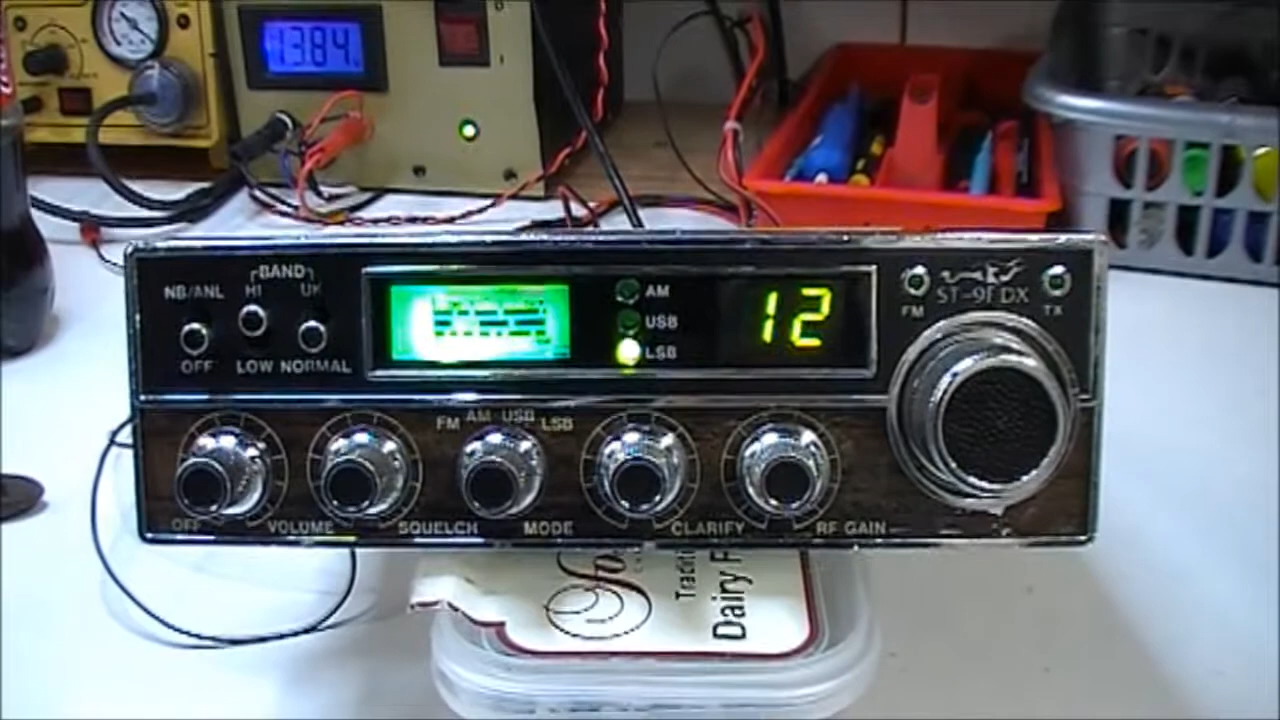 13.84
NB/ANL
BAND
HI
UK
OFF
LOW NORMAL
AM
USB
LSB
12
FM
ST-9F DX
TX
FM AM USB LSB
OFF
VOLUME
SQUELCH
MODE
CLARIFY
RF GAIN
Traditi
Dairy F